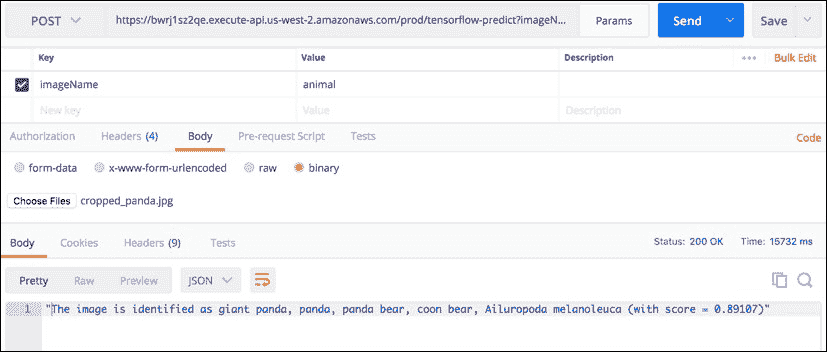 POST https://bwrj1sz2qe.execute-api.us-west-2.amazonaws.com/prod/tensorflow-predict?imageN... Params Send Save
Key Value Description ••• Bulk Edit
imageName animal
New key Value Description
Authorization Headers (4) Body Pre-request Script Tests Code
form-data x-www-form-urlencoded raw binary
Choose Files cropped_panda.jpg
Body Cookies Headers (9) Tests Status: 200 OK Time: 15732 ms
Pretty Raw Preview JSON
1 "The image is identified as giant panda, panda, panda bear, coon bear, Ailuropoda melanoleuca (with score = 0.89107)"